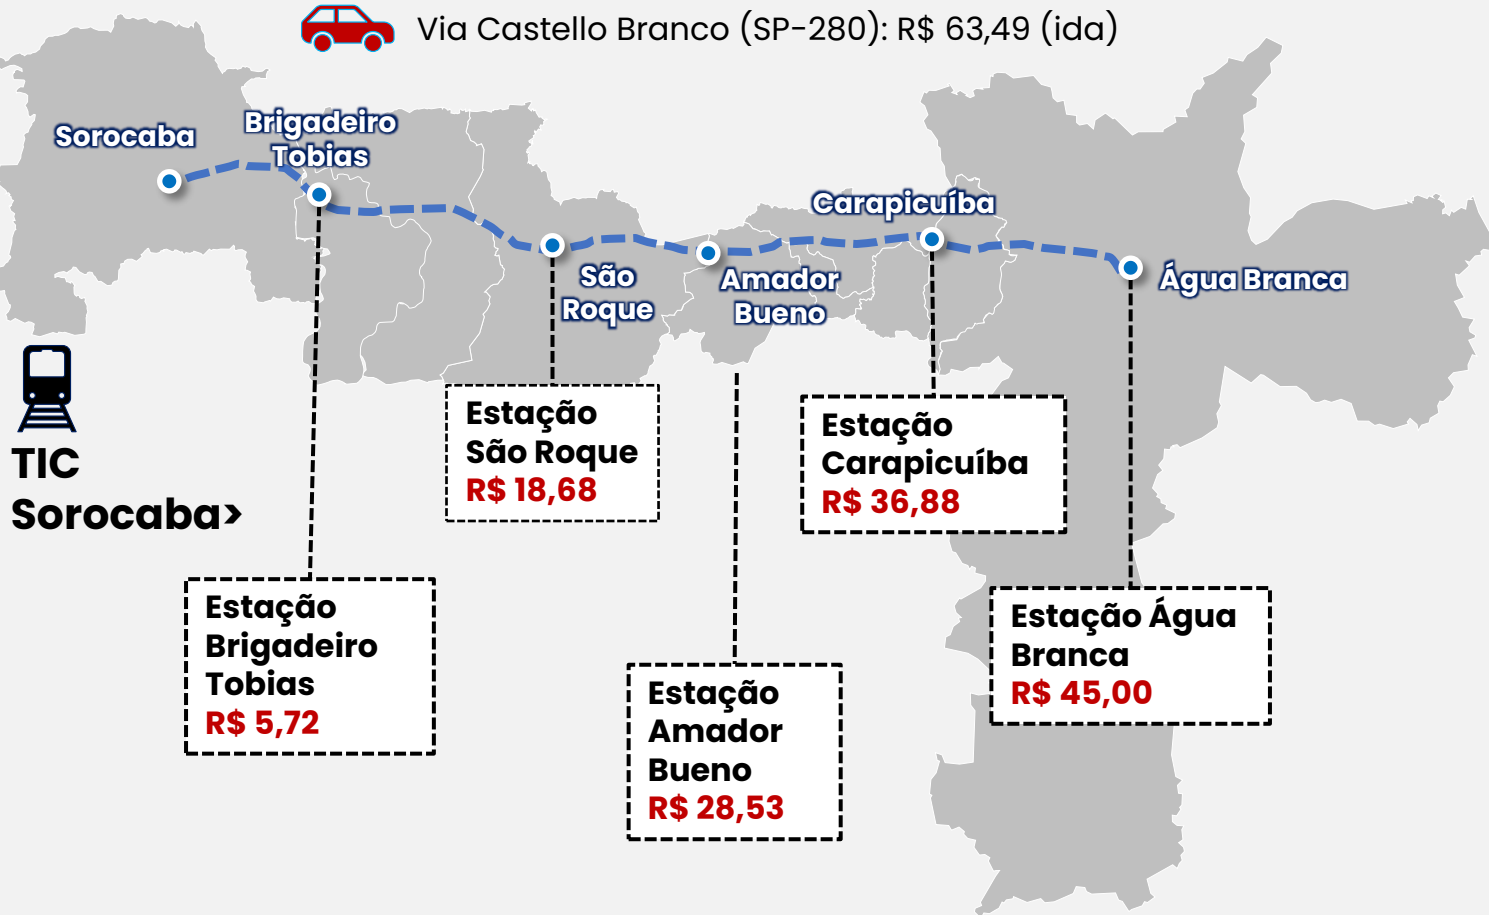 Via Castello Branco (SP-280): R$ 63,49 (ida)
Sorocaba
Brigadeiro
Tobias
São
Roque
Amador
Bueno
Carapicuíba
Água Branca
TIC
Sorocaba>
Estação
Brigadeiro
Tobias
R$ 5,72
Estação
São Roque
R$ 18,68
Estação
Amador
Bueno
R$ 28,53
Estação
Carapicuíba
R$ 36,88
Estação Água
Branca
R$ 45,00